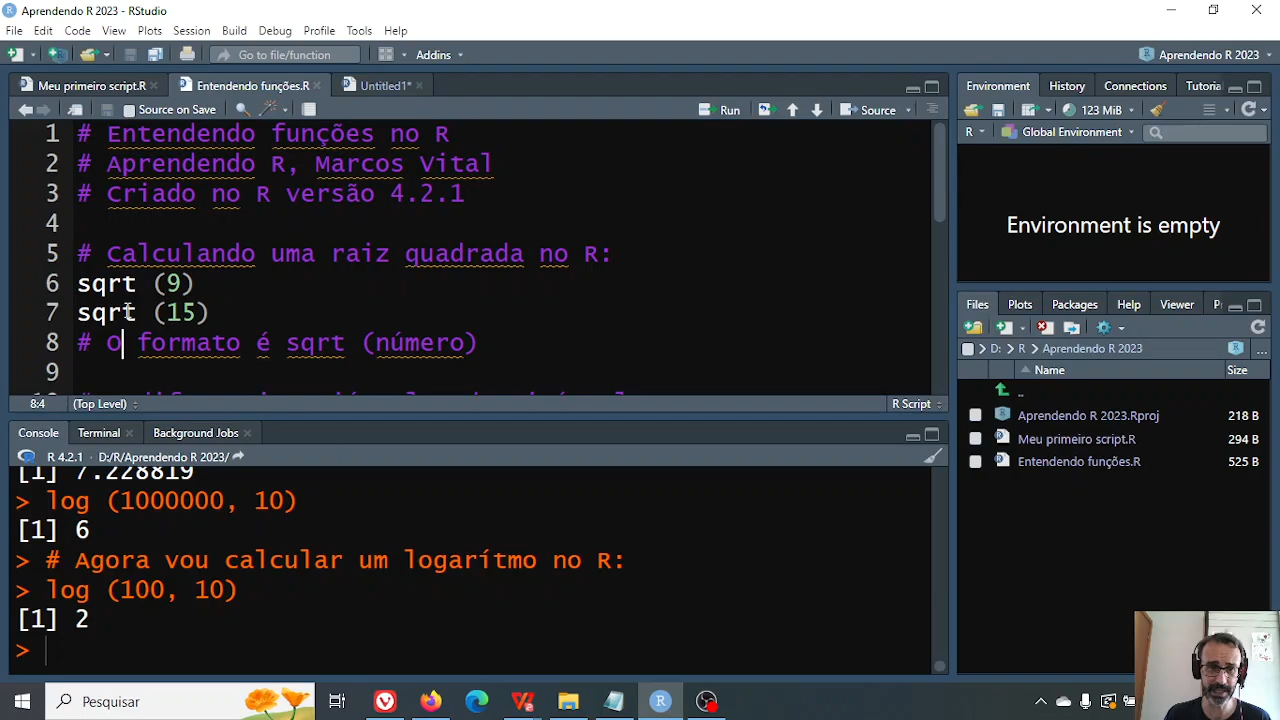 Aprendendo R 2023 - RStudio
File Edit Code View Plots Session Build Debug Profile Tools Help
Go to file/function Addins Aprendendo R 2023
Meu primeiro script.R Entendendo funções.R Untitled1*
Source on Save Run Source
1 # Entendendo funções no R
2 # Aprendendo R, Marcos Vital
3 # Criado no R versão 4.2.1
4
5 # Calculando uma raiz quadrada no R:
6 sqrt (9)
7 sqrt (15)
8 # O formato é sqrt (número)
9
8:4 (Top Level) R Script
Console Terminal Background Jobs
R 4.2.1 · D:/R/Aprendendo R 2023/
[1] 7.228819
> log (1000000, 10)
[1] 6
> # Agora vou calcular um logarítmo no R:
> log (100, 10)
[1] 2
>
Environment History Connections Tutoria
123 MiB
R Global Environment
Environment is empty
Files Plots Packages Help Viewer
D: R Aprendendo R 2023 ...
Name Size
..
Aprendendo R 2023.Rproj 218 B
Meu primeiro script.R 294 B
Entendendo funções.R 525 B
Pesquisar